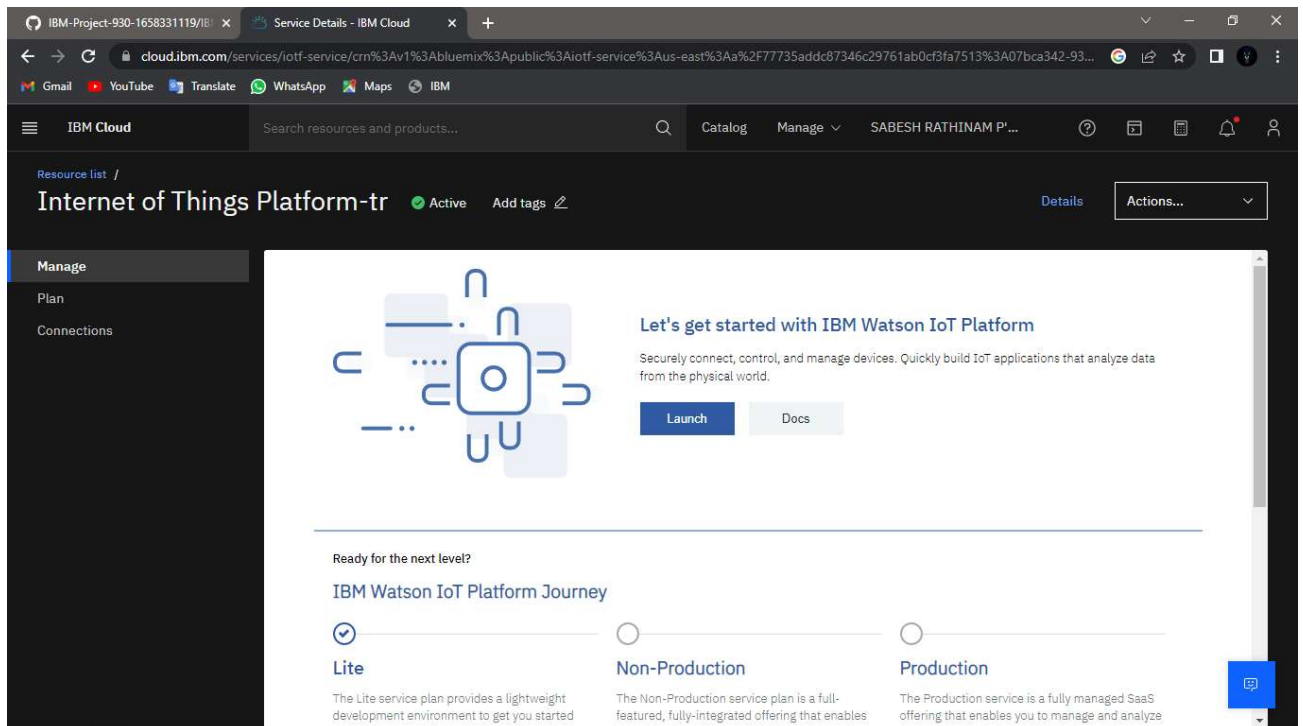 IBM-Project-930-1658331119/IB
Service Details - IBM Cloud
cloud.ibm.com/services/iotf-service/crn%3Av1%3Abluemix%3Apublic%3Aiotf-service%3Aus-east%3Aa%2F77735addc87346c29761ab0cf3fa7513%3A07bca342-93...
Gmail YouTube Translate WhatsApp Maps IBM
IBM Cloud Search resources and products... Catalog Manage SABESH RATHINAM P'...
Resource list /
Internet of Things Platform-tr Active Add tags Details Actions...
Manage
Plan
Connections
Let's get started with IBM Watson IoT Platform
Securely connect, control, and manage devices. Quickly build IoT applications that analyze data
from the physical world.
Launch Docs
Ready for the next level?
IBM Watson IoT Platform Journey
Lite
The Lite service plan provides a lightweight
development environment to get you started
Non-Production
The Non-Production service plan is a full-
featured, fully-integrated offering that enables
Production
The Production service is a fully managed SaaS
offering that enables you to manage and analyze